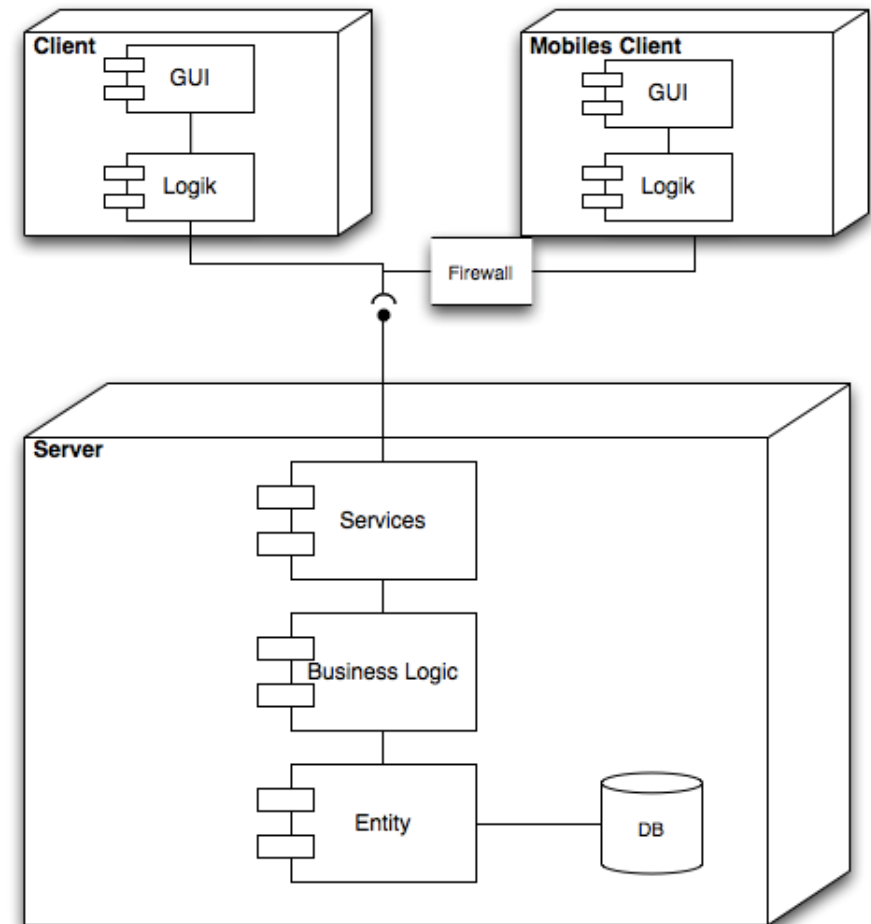 Client
GUI
Logik
Mobiles Client
GUI
Logik
Firewall
Server
Services
Business Logic
Entity
DB